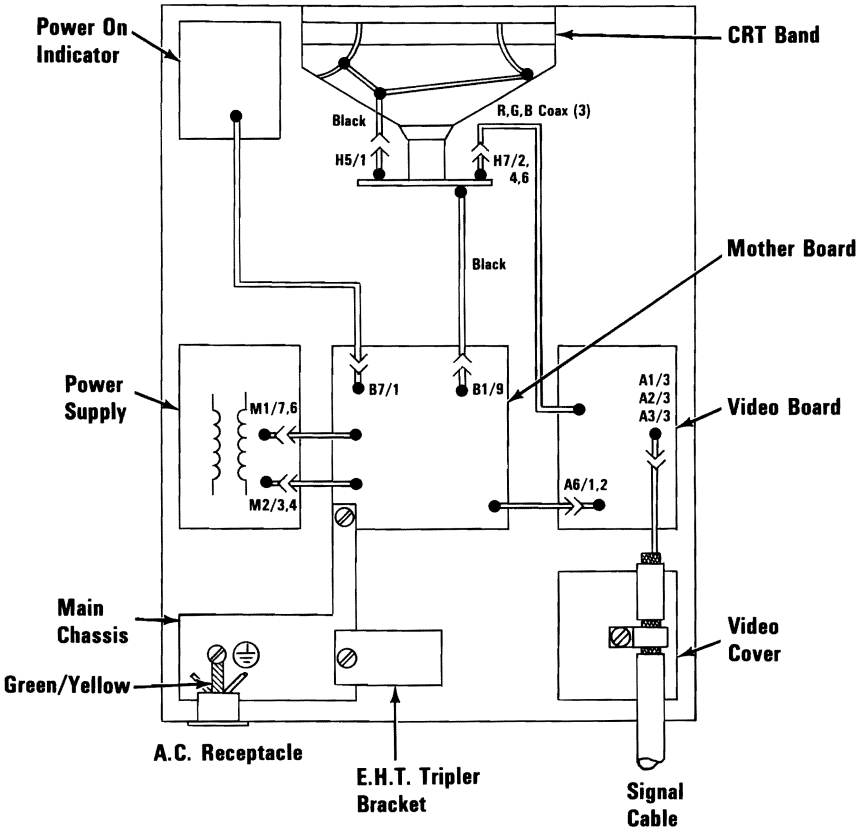 Power On
Indicator
CRT Band
R,G,B Coax (3)
Black
H5/1
H7/2,
4,6
Mother Board
Black
Power
Supply
M1/7,6
B7/1
B1/9
A1/3
A2/3
A3/3
Video Board
M2/3,4
A6/1,2
Main
Chassis
Video
Cover
Green/Yellow
A.C. Receptacle
E.H.T. Tripler
Bracket
Signal
Cable